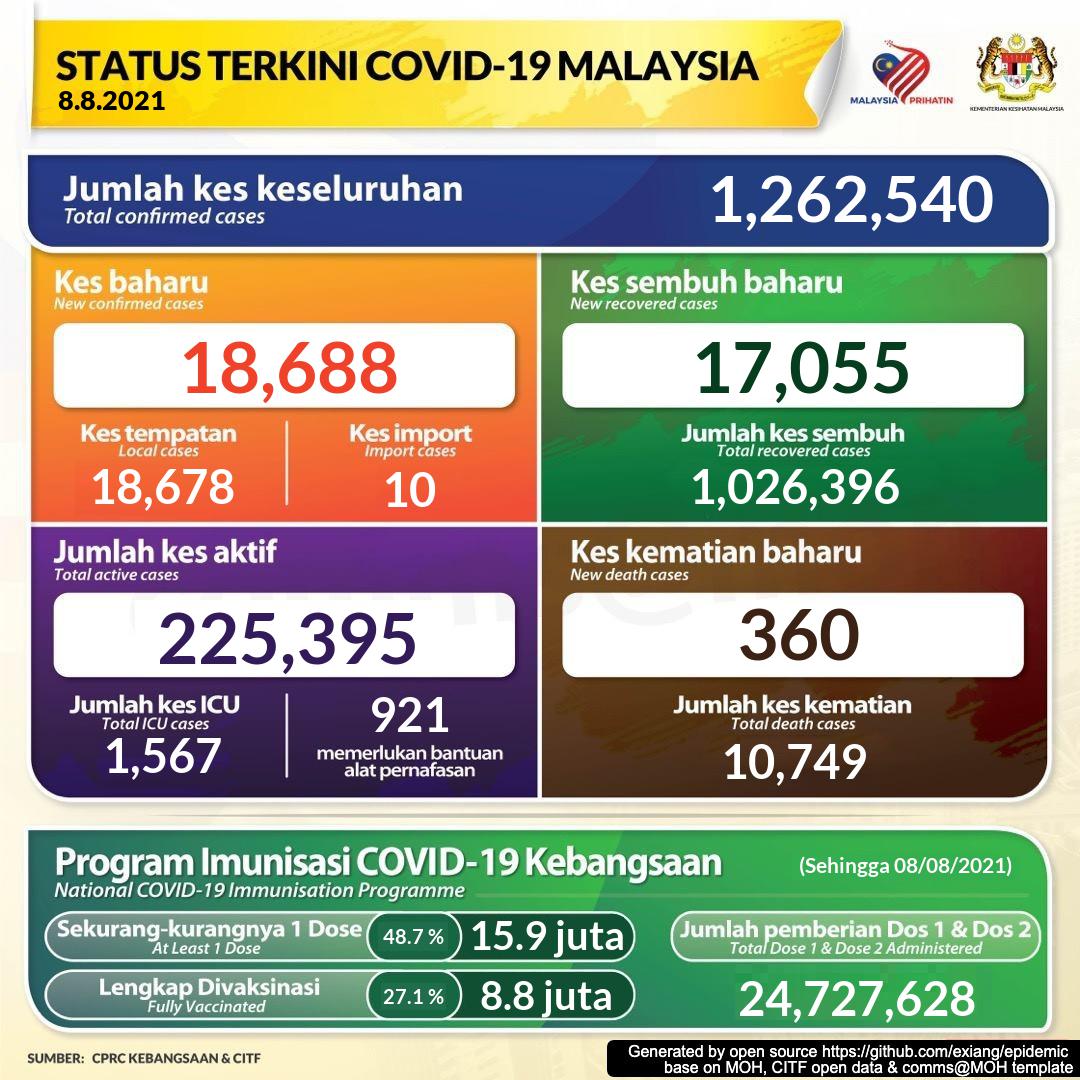 STATUS TERKINI COVID-19 MALAYSIA
8.8.2021
MALAYSIA PRIHATIN
KEMENTERIAN KESIHATAN MALAYSIA
Jumlah kes keseluruhan
Total confirmed cases
1,262,540
Kes baharu
New confirmed cases
18,688
Kes tempatan
Local cases
18,678
Kes import
Import cases
10
Kes sembuh baharu
New recovered cases
17,055
Jumlah kes sembuh
Total recovered cases
1,026,396
Jumlah kes aktif
Total active cases
225,395
Jumlah kes ICU
Total ICU cases
1,567
921
memerlukan bantuan
alat pernafasan
Kes kematian baharu
New death cases
360
Jumlah kes kematian
Total death cases
10,749
Program Imunisasi COVID-19 Kebangsaan
National COVID-19 Immunisation Programme
(Sehingga 08/08/2021)
Sekurang-kurangnya 1 Dose
At Least 1 Dose
48.7 %
15.9 juta
Lengkap Divaksinasi
Fully Vaccinated
27.1 %
8.8 juta
Jumlah pemberian Dos 1 & Dos 2
Total Dose 1 & Dose 2 Administered
24,727,628
SUMBER: CPRC KEBANGSAAN & CITF
Generated by open source https://github.com/exiang/epidemic
base on MOH, CITF open data & comms@MOH template